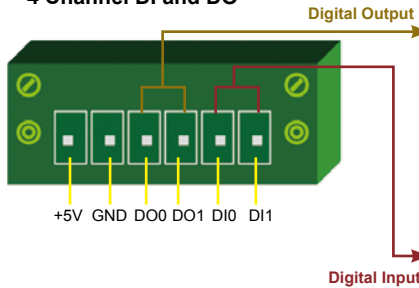 4 Channel DI and DO
Digital Output
+5V GND DO0 DO1 DI0 DI1
Digital Input